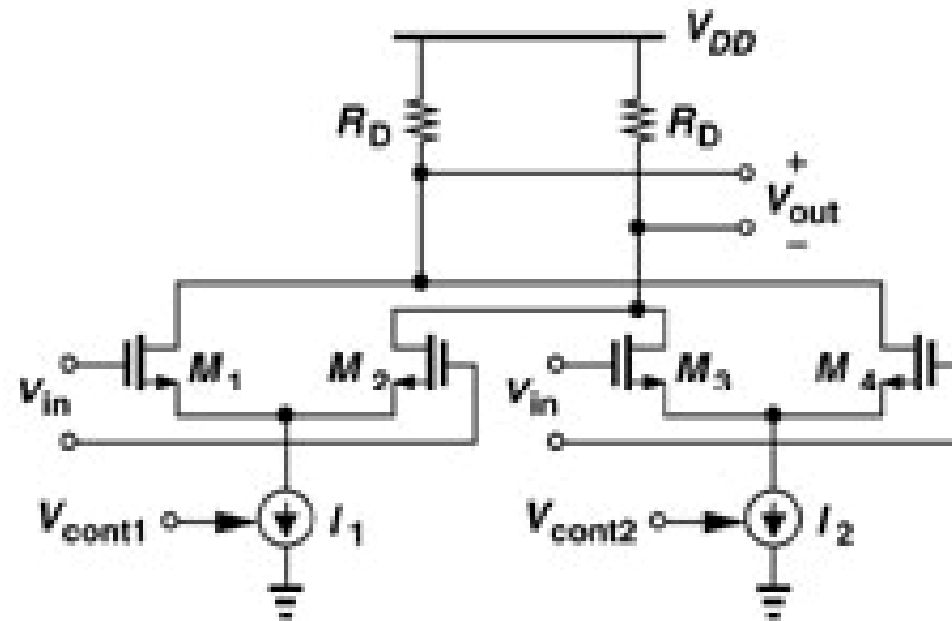 VDD
RD RD
+
Vout
−
M1 M2 M3 M4
Vin Vin
Vcont1 I1 Vcont2 I2